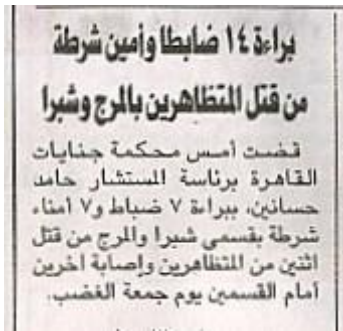 براءة ١٤ ضابطا وأمين شرطة
من قتل المتظاهرين بالمرج وشبرا
قضت أمس محكمة جنايات
القاهرة برئاسة المستشار حامد
حسانين، ببراءة ٧ ضباط و٧ أمناء
شرطة بقسمى شبرا والمرج من قتل
اثنين من المتظاهرين وإصابة آخرين
أمام القسمين يوم جمعة الغضب.